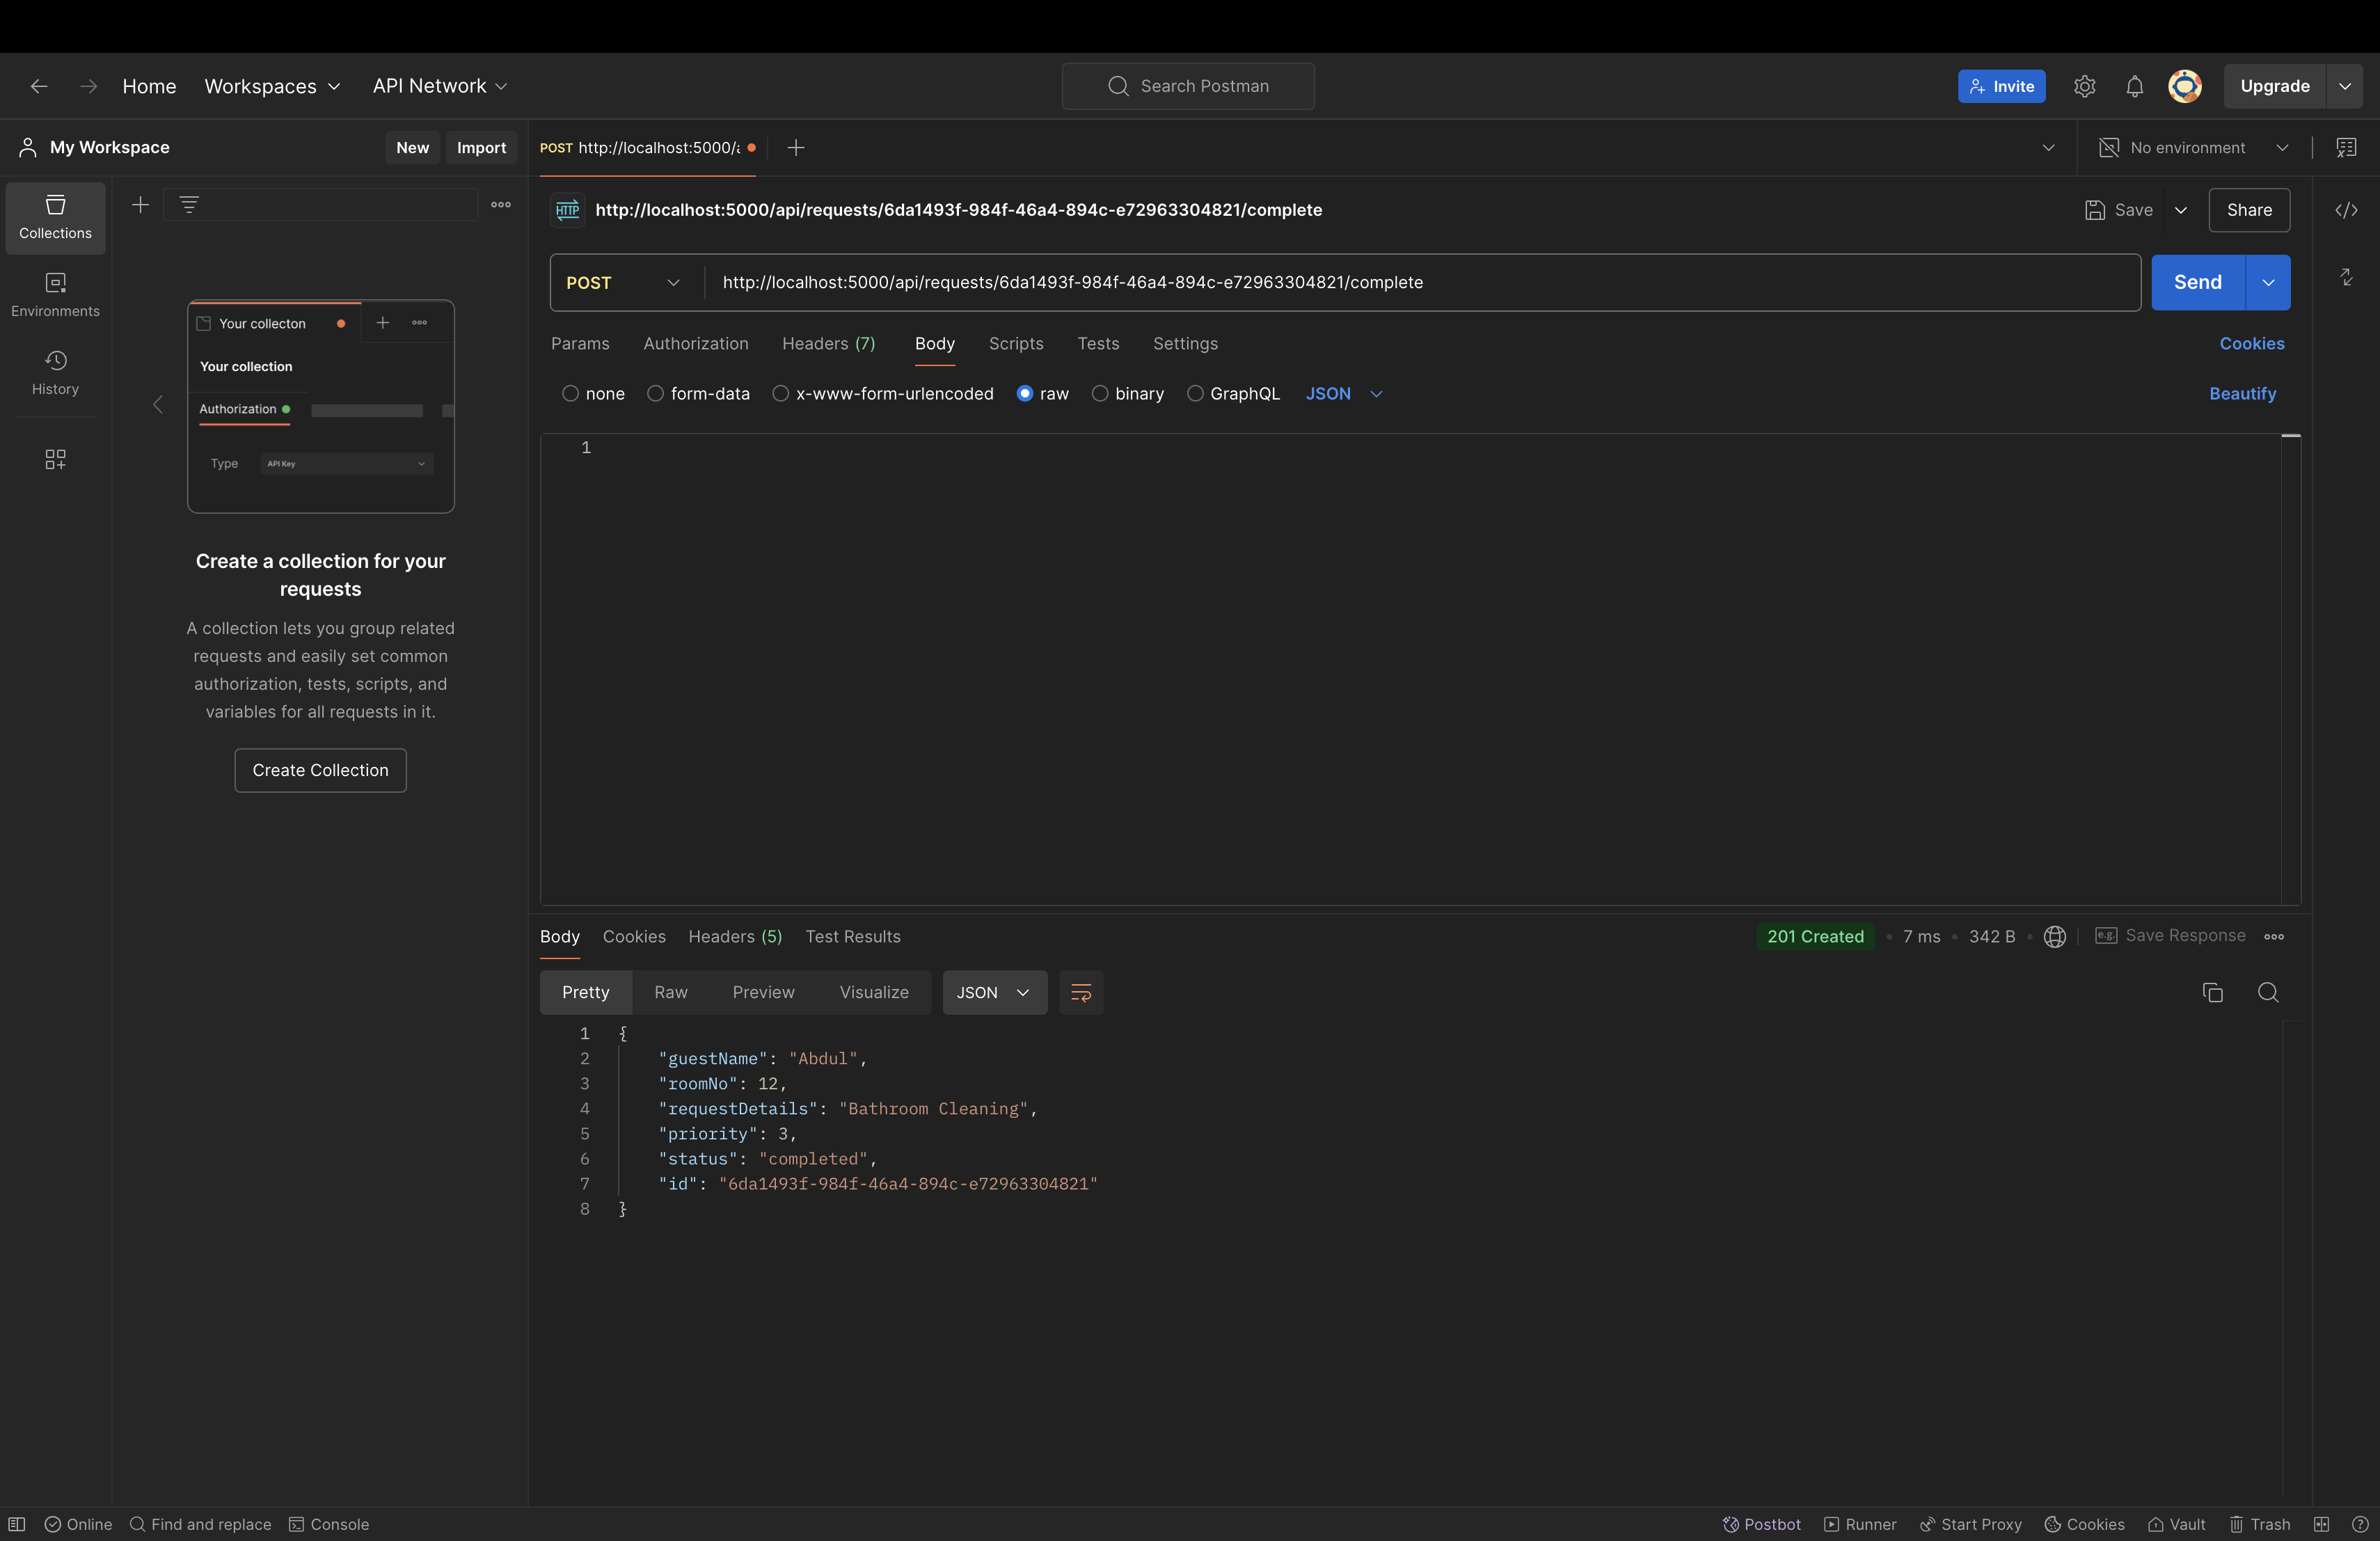 Home Workspaces API Network Search Postman Invite Upgrade
My Workspace New Import POST http://localhost:5000/a No environment
Collections
Environments
History
Your collecton
Your collection
Authorization
Type API Key
Create a collection for your
requests
A collection lets you group related
requests and easily set common
authorization, tests, scripts, and
variables for all requests in it.
Create Collection
HTTP http://localhost:5000/api/requests/6da1493f-984f-46a4-894c-e72963304821/complete Save Share
POST http://localhost:5000/api/requests/6da1493f-984f-46a4-894c-e72963304821/complete Send
Params Authorization Headers (7) Body Scripts Tests Settings Cookies
none form-data x-www-form-urlencoded raw binary GraphQL JSON Beautify
1
Body Cookies Headers (5) Test Results 201 Created 7 ms 342 B e.g. Save Response
Pretty Raw Preview Visualize JSON
1 {
2 "guestName": "Abdul",
3 "roomNo": 12,
4 "requestDetails": "Bathroom Cleaning",
5 "priority": 3,
6 "status": "completed",
7 "id": "6da1493f-984f-46a4-894c-e72963304821"
8 }
Online Find and replace Console Postbot Runner Start Proxy Cookies Vault Trash